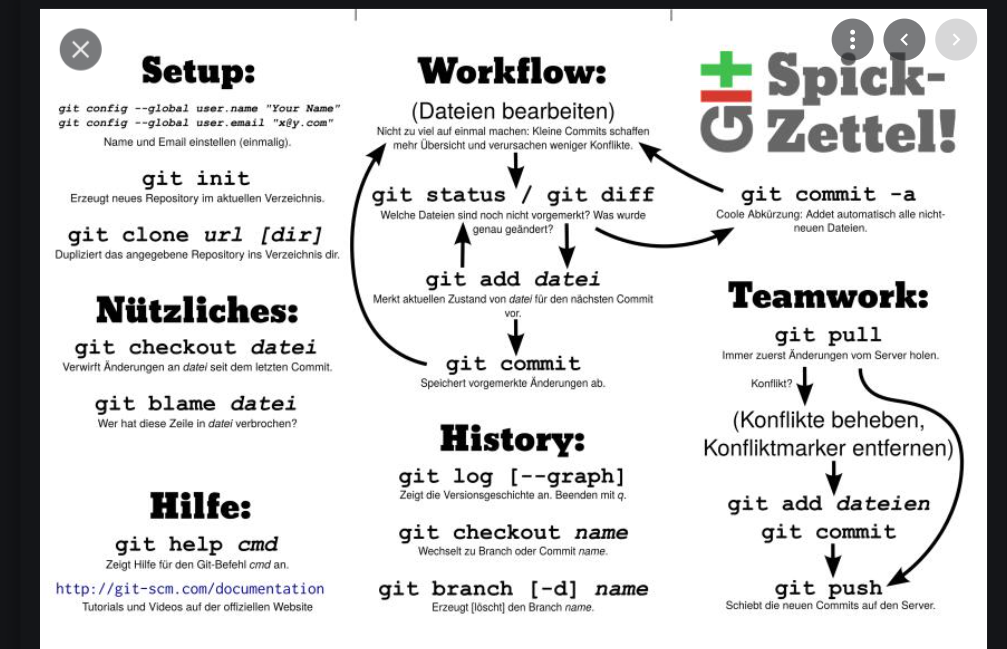 Setup:
git config --global user.name "Your Name"
git config --global user.email "x@y.com"
Name und Email einstellen (einmalig).
git init
Erzeugt neues Repository im aktuellen Verzeichnis.
git clone url [dir]
Dupliziert das angegebene Repository ins Verzeichnis dir.
Nützliches:
git checkout datei
Verwirft Änderungen an datei seit dem letzten Commit.
git blame datei
Wer hat diese Zeile in datei verbrochen?
Hilfe:
git help cmd
Zeigt Hilfe für den Git-Befehl cmd an.
http://git-scm.com/documentation
Tutorials und Videos auf der offiziellen Website
Workflow:
(Dateien bearbeiten)
Nicht zu viel auf einmal machen: Kleine Commits schaffen
mehr Übersicht und verursachen weniger Konflikte.
git status / git diff
Welche Dateien sind noch nicht vorgemerkt? Was wurde
genau geändert?
git add datei
Merkt aktuellen Zustand von datei für den nächsten Commit
vor.
git commit
Speichert vorgemerkte Änderungen ab.
History:
git log [--graph]
Zeigt die Versionsgeschichte an. Beenden mit q.
git checkout name
Wechselt zu Branch oder Commit name.
git branch [-d] name
Erzeugt [löscht] den Branch name.
Git Spick-
Zettel!
git commit -a
Coole Abkürzung: Addet automatisch alle nicht-
neuen Dateien.
Teamwork:
git pull
Immer zuerst Änderungen vom Server holen.
Konflikt?
(Konflikte beheben,
Konfliktmarker entfernen)
git add dateien
git commit
git push
Schiebt die neuen Commits auf den Server.